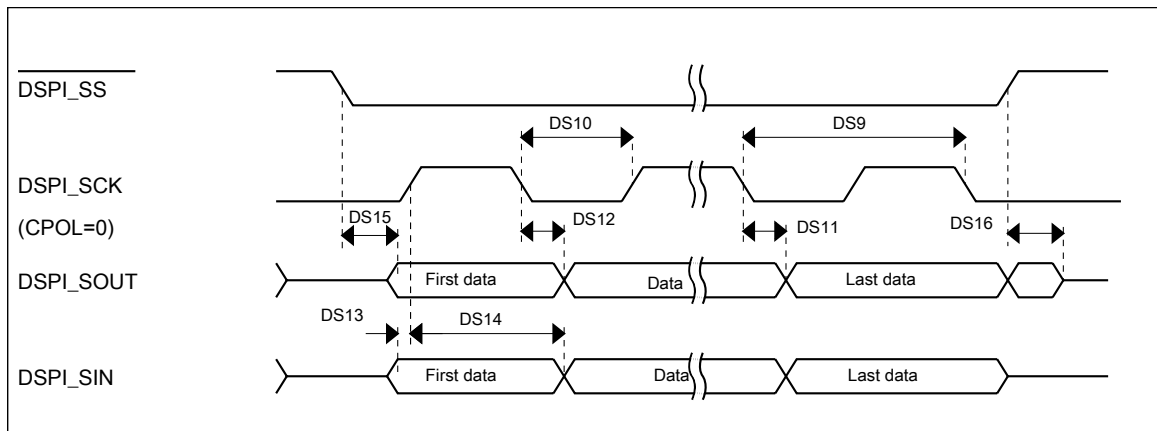 DSPI_SS
DS10
DS9
DSPI_SCK
(CPOL=0)
DS15
DS12
DS11
DS16
DSPI_SOUT
First data
Data
Last data
DS13
DS14
DSPI_SIN
First data
Data
Last data